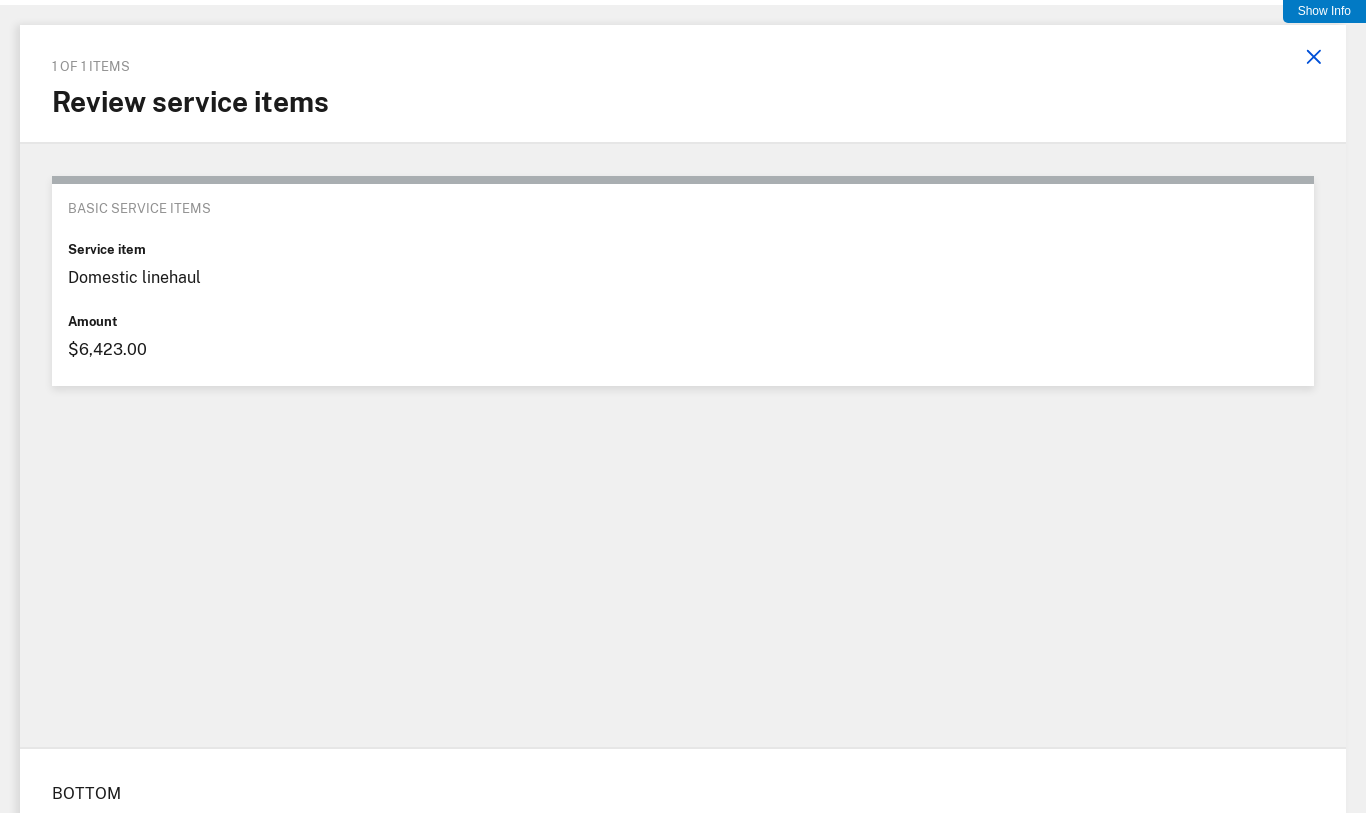 Show Info
1 OF 1 ITEMS
Review service items
BASIC SERVICE ITEMS
Service item
Domestic linehaul
Amount
$6,423.00
BOTTOM